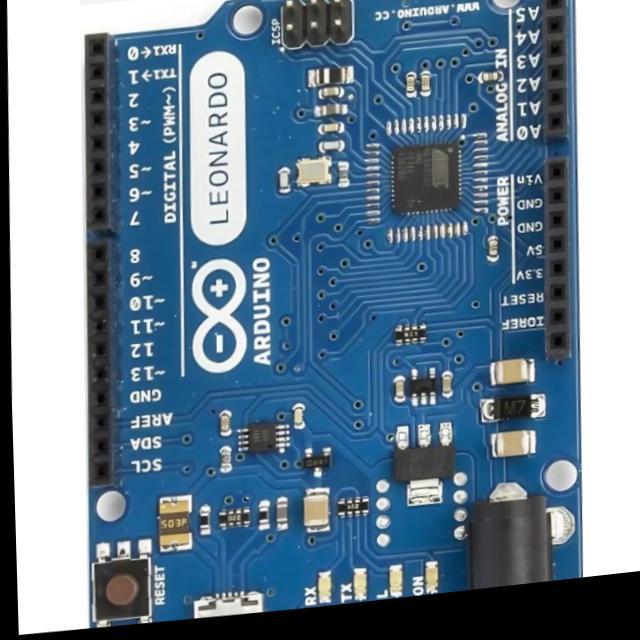 ICSP
WWW.ARDUINO.CC
RX1←0
TX1→1
2
~3
4
~5
~6
7
DIGITAL (PWM~)
LEONARDO
8
~9
~10
~11
12
~13
GND
AREF
SDA
SCL
ARDUINO
A5
A4
A3
A2
A1
A0
ANALOG IN
POWER
Vin
GND
GND
5V
3.3V
RESET
IOREF
M7
RESET
RX
TX
L
ON